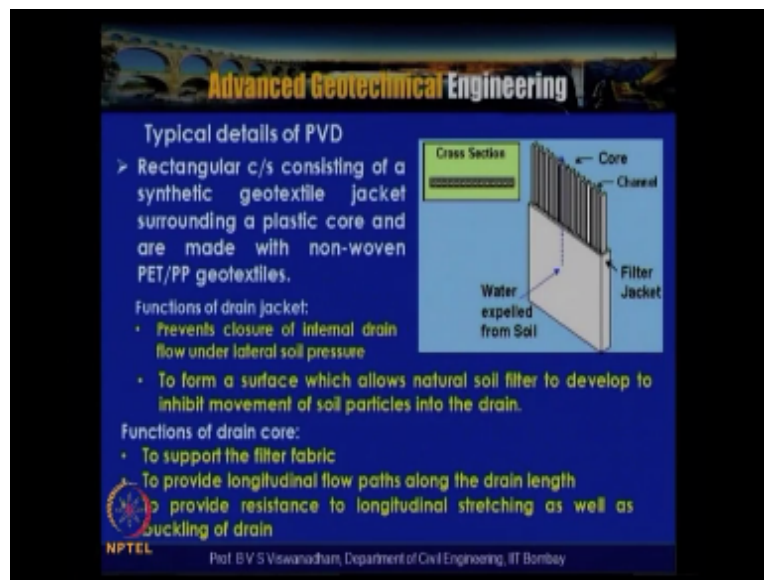 Advanced Geotechnical Engineering
Typical details of PVD
➢ Rectangular c/s consisting of a
synthetic geotextile jacket
surrounding a plastic core and
are made with non-woven
PET/PP geotextiles.
Cross Section
Core
Channel
Filter
Jacket
Water
expelled
from Soil
Functions of drain jacket:
• Prevents closure of internal drain
flow under lateral soil pressure
• To form a surface which allows natural soil filter to develop to
inhibit movement of soil particles into the drain.
Functions of drain core:
• To support the filter fabric
To provide longitudinal flow paths along the drain length
o provide resistance to longitudinal stretching as well as
buckling of drain
NPTEL
Prof. B V S Viswanadham, Department of Civil Engineering, IIT Bombay